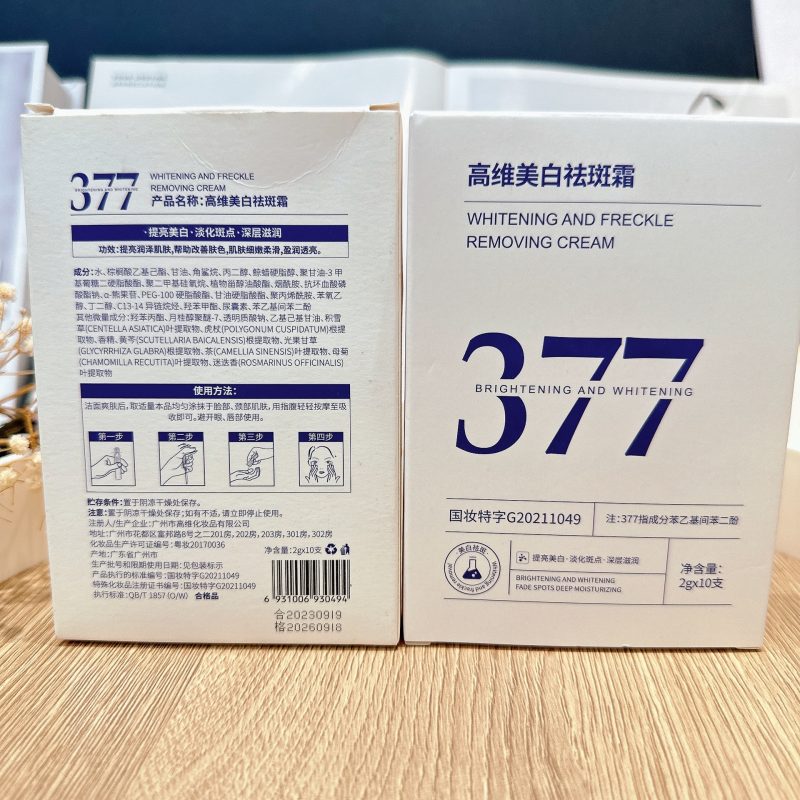 377
BRIGHTENING AND WHITENING
WHITENING AND FRECKLE
REMOVING CREAM
产品名称:高维美白祛斑霜
·提亮美白·淡化斑点·深层滋润
功效:提亮润泽肌肤,帮助改善肤色,肌肤细嫩柔滑,盈润透亮。
成分:水、棕榈酸乙基己酯、甘油、角鲨烷、丙二醇、鲸蜡硬脂醇、聚甘油-3 甲
基葡糖二硬脂酸酯、聚二甲基硅氧烷、植物甾醇油酸酯、烟酰胺、抗坏血酸磷
酸酯钠、α-熊果苷、PEG-100 硬脂酸酯、甘油硬脂酸酯、聚丙烯酰胺、苯氧乙
醇、丁二醇、C13-14 异链烷烃、羟苯甲酯、尿囊素、苯乙基间苯二酚
其他微量成分:羟苯丙酯、月桂醇聚醚-7、透明质酸钠、乙基己基甘油、积雪
草(CENTELLA ASIATICA)叶提取物、虎杖(POLYGONUM CUSPIDATUM)根提
取物、香精、黄芩(SCUTELLARIA BAICALENSIS)根提取物、光果甘草
(GLYCYRRHIZA GLABRA)根提取物、茶(CAMELLIA SINENSIS)叶提取物、母菊
(CHAMOMILLA RECUTITA)叶提取物、迷迭香(ROSMARINUS OFFICINALIS)
叶提取物
使用方法:
洁面爽肤后,取适量本品均匀涂抹于脸部、颈部肌肤,用指腹轻轻按摩至吸
收即可。避开眼、唇部使用。
第一步 第二步 第三步 第四步
贮存条件:置于阴凉干燥处保存。
注意:置于阴凉干燥处保存;如有不适,请立即停止使用。
注册人/生产企业:广州市高维化妆品有限公司
地址:广州市花都区富邦路8号之二201房,202房,203房,301房,302房
化妆品生产许可证编号:粤妆20170036
净含量:2gx10支
产地:广东省广州市
生产批号和限期使用日期:见包装标示
产品执行的标准编号:国妆特字G20211049
特殊化妆品注册证书编号:国妆特字G20211049
执行标准:QB/T 1857 (O/W) 合格品
6 931006 930494
合20230919
格20260918
高维美白祛斑霜
WHITENING AND FRECKLE
REMOVING CREAM
377
BRIGHTENING AND WHITENING
国妆特字G20211049
注:377指成分苯乙基间苯二酚
美白祛斑
提亮美白·淡化斑点·深层滋润
BRIGHTENING AND WHITENING
FADE SPOTS DEEP MOISTURIZING
净含量:
2gx10支